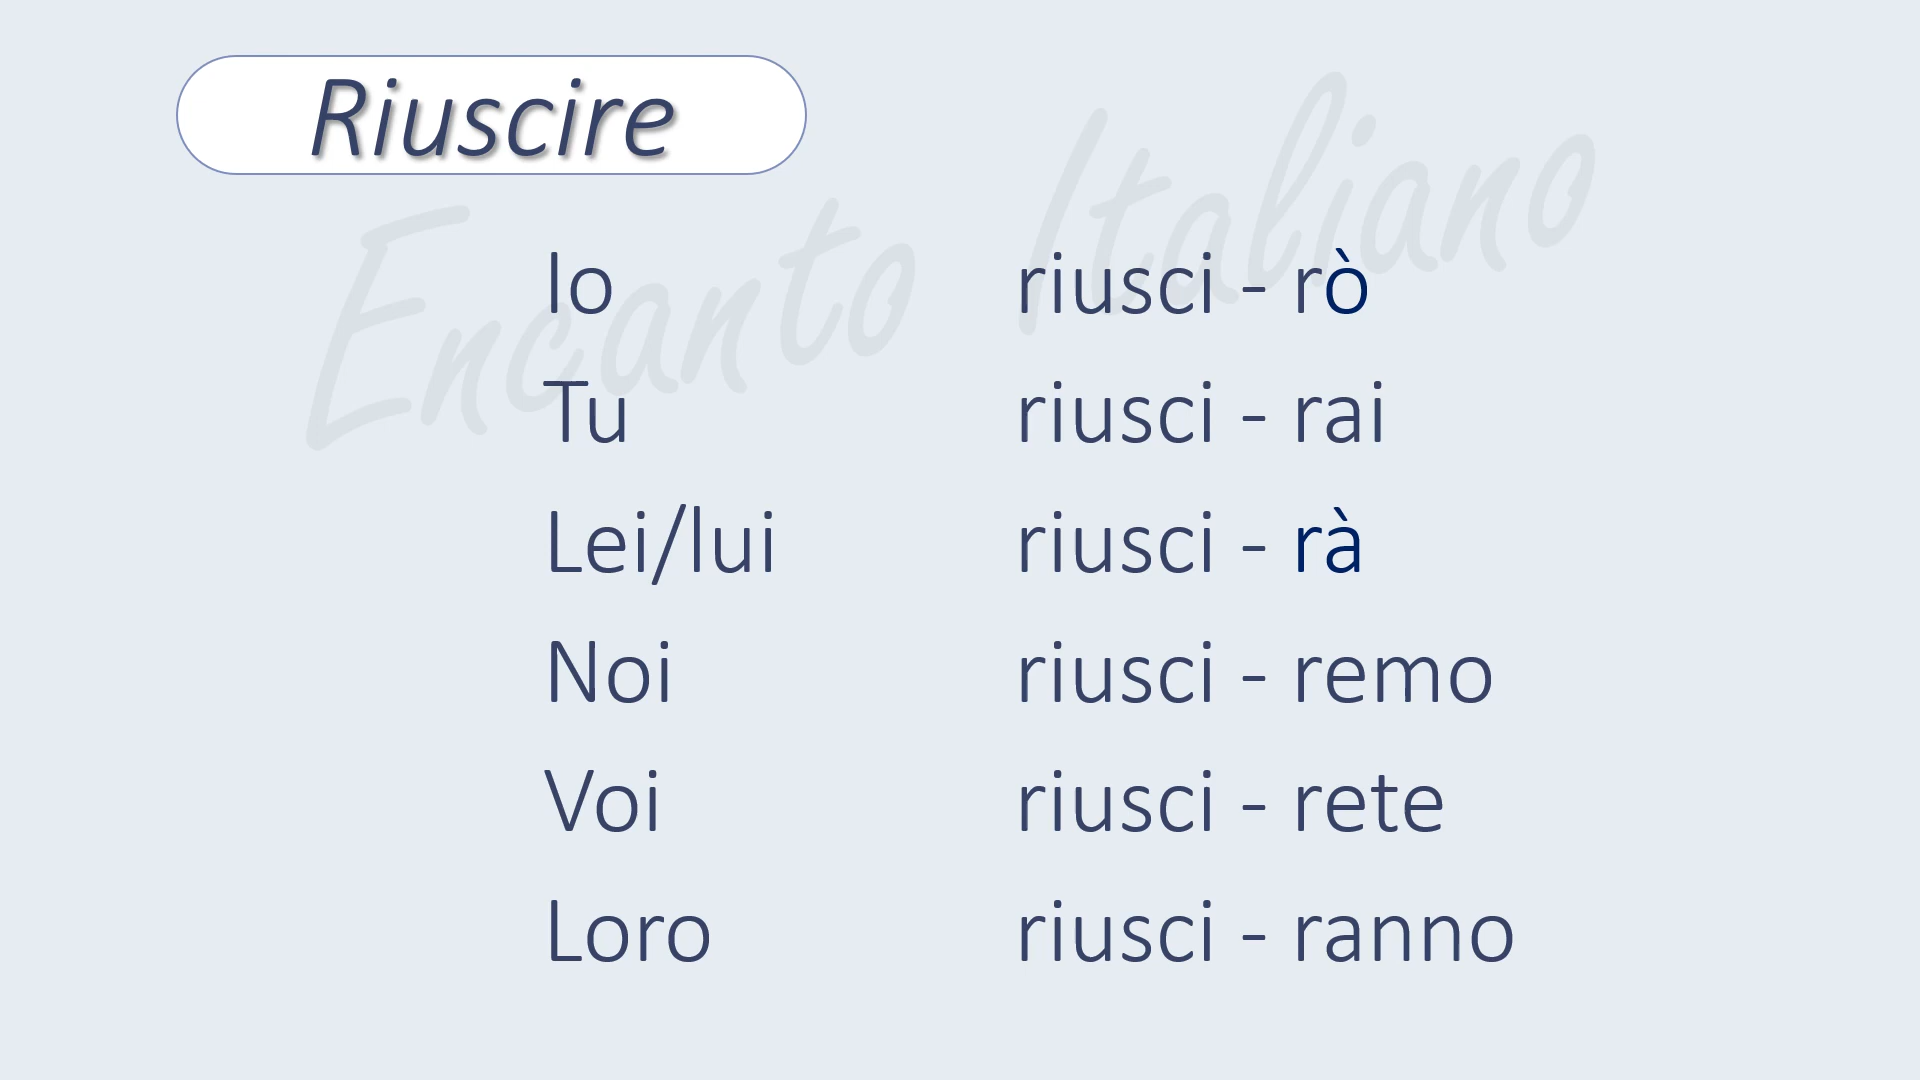 Riuscire
Encanto Italiano
Io riusci - rò
Tu riusci - rai
Lei/lui riusci - rà
Noi riusci - remo
Voi riusci - rete
Loro riusci - ranno